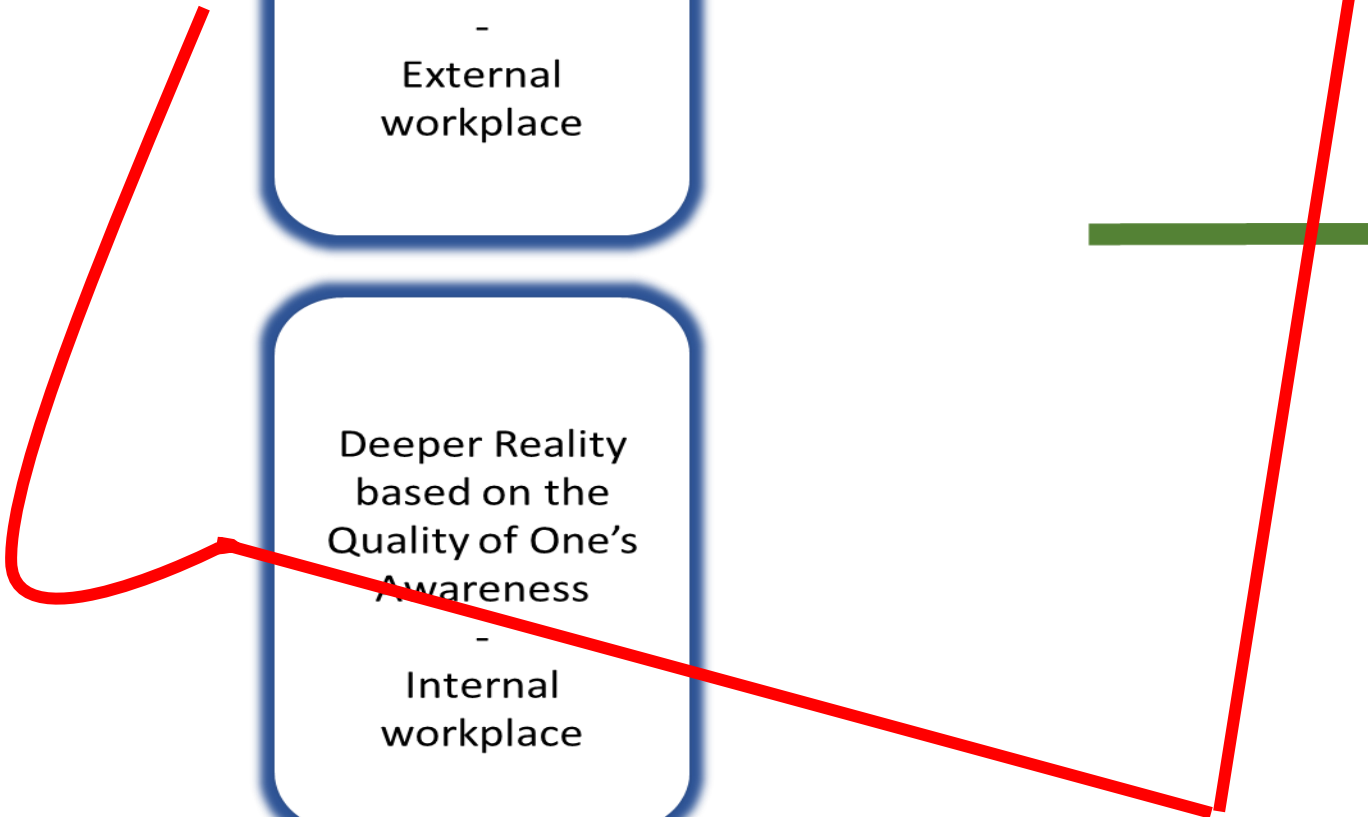 -
External
workplace
Deeper Reality
based on the
Quality of One’s
Awareness
-
Internal
workplace